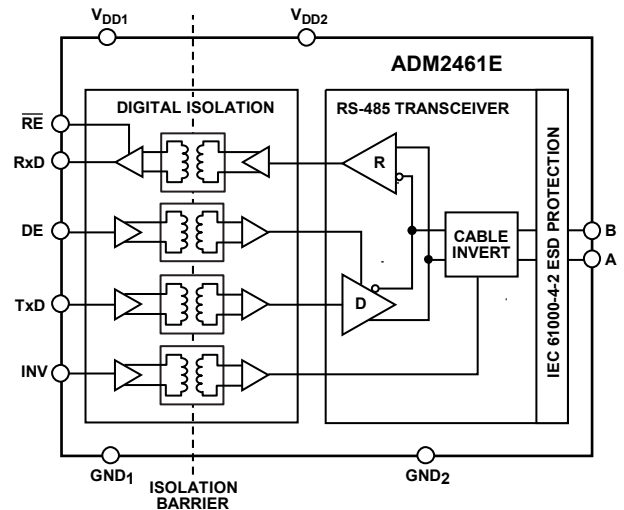 VDD1
VDD2
ADM2461E
DIGITAL ISOLATION
RS-485 TRANSCEIVER
RE
RxD
R
DE
B
CABLE
INVERT
A
IEC 61000-4-2 ESD PROTECTION
TxD
D
INV
GND1
GND2
ISOLATION
BARRIER